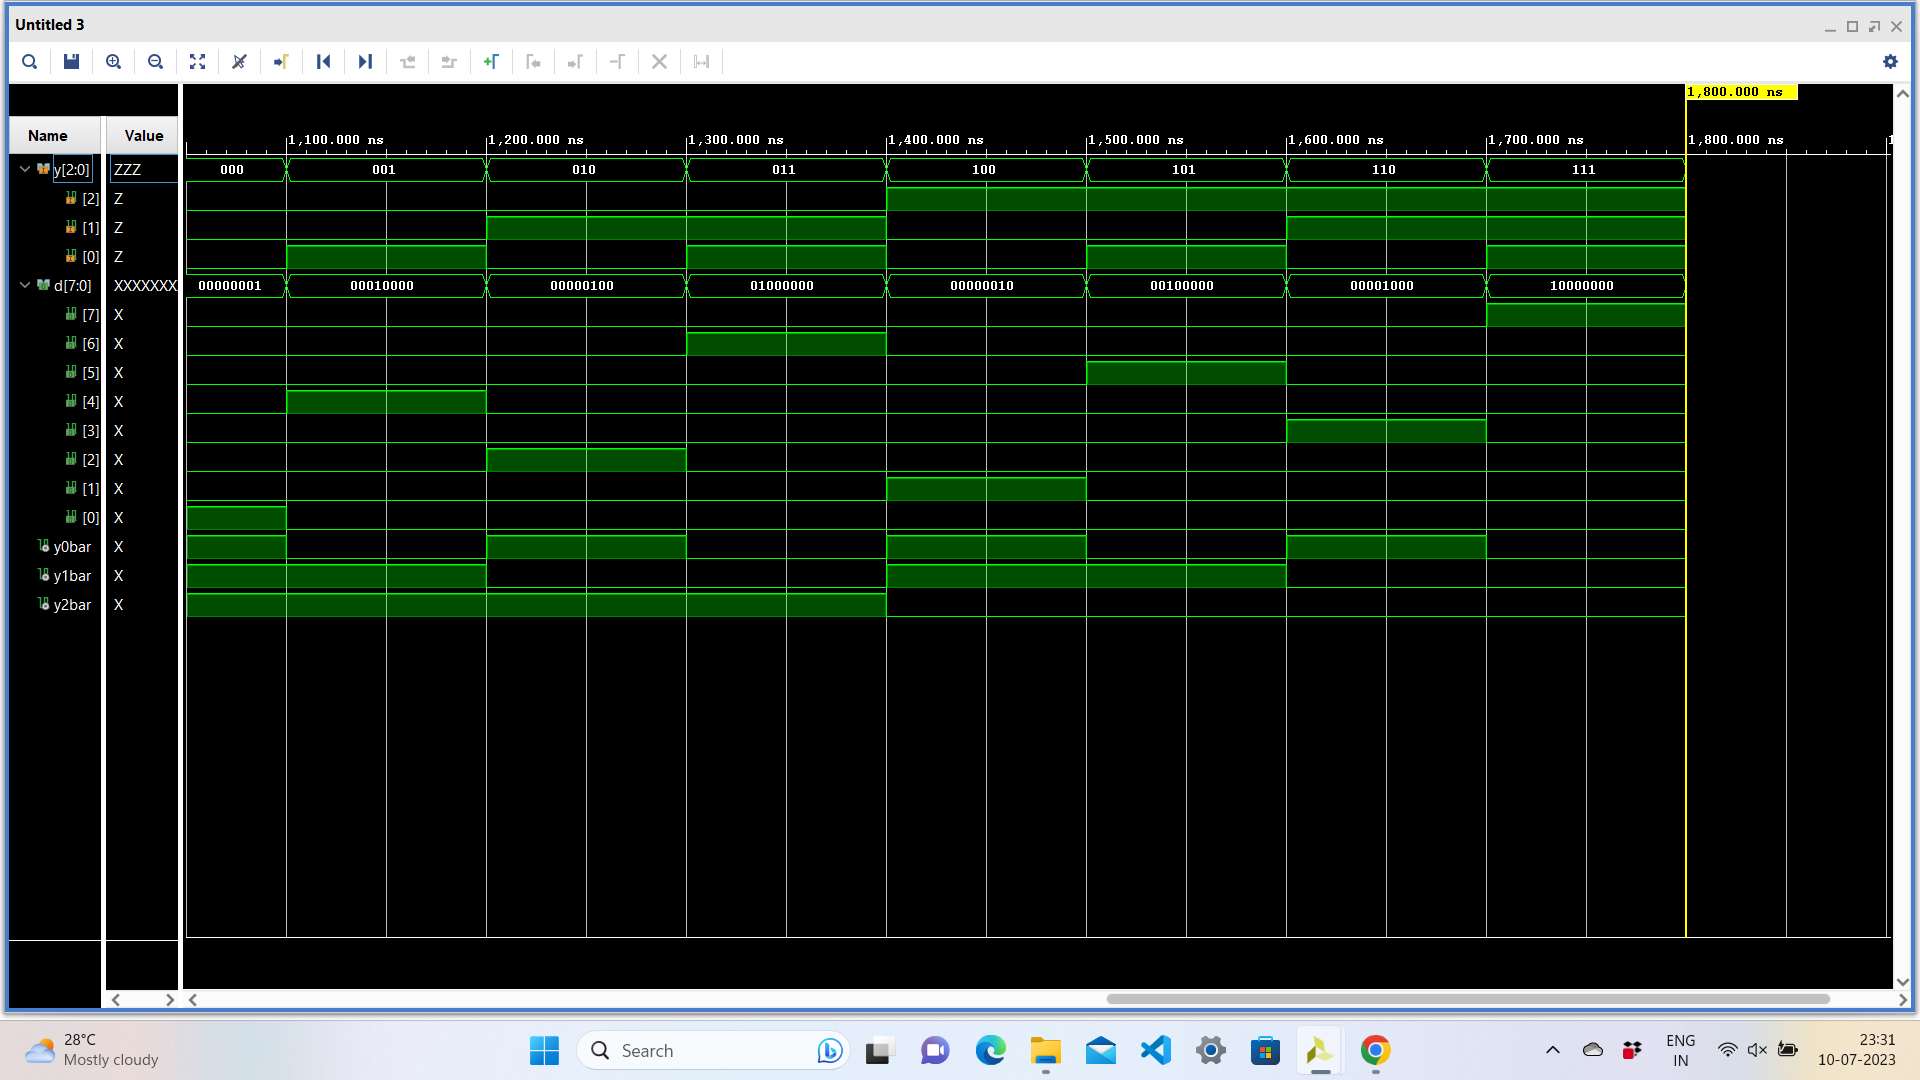 Untitled 3
1,800.000 ns
Name Value
1,100.000 ns 1,200.000 ns 1,300.000 ns 1,400.000 ns 1,500.000 ns 1,600.000 ns 1,700.000 ns 1,800.000 ns
y[2:0] ZZZ 000 001 010 011 100 101 110 111
[2] Z
[1] Z
[0] Z
d[7:0] XXXXXXX 00000001 00010000 00000100 01000000 00000010 00100000 00001000 10000000
[7] X
[6] X
[5] X
[4] X
[3] X
[2] X
[1] X
[0] X
y0bar X
y1bar X
y2bar X
28°C
Mostly cloudy
Search
ENG
IN
23:31
10-07-2023